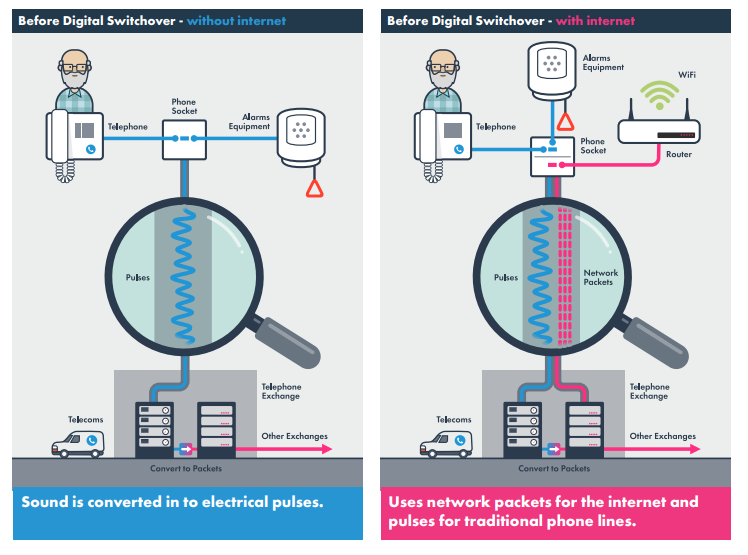 Before Digital Switchover - without internet
Phone
Socket
Alarms
Equipment
Telephone
Pulses
Telephone
Exchange
Telecoms
Other Exchanges
Convert to Packets
Sound is converted in to electrical pulses.
Before Digital Switchover - with internet
Alarms
Equipment
WiFi
Telephone
Phone
Socket
Router
Pulses
Network
Packets
Telephone
Exchange
Telecoms
Other Exchanges
Convert to Packets
Uses network packets for the internet and
pulses for traditional phone lines.